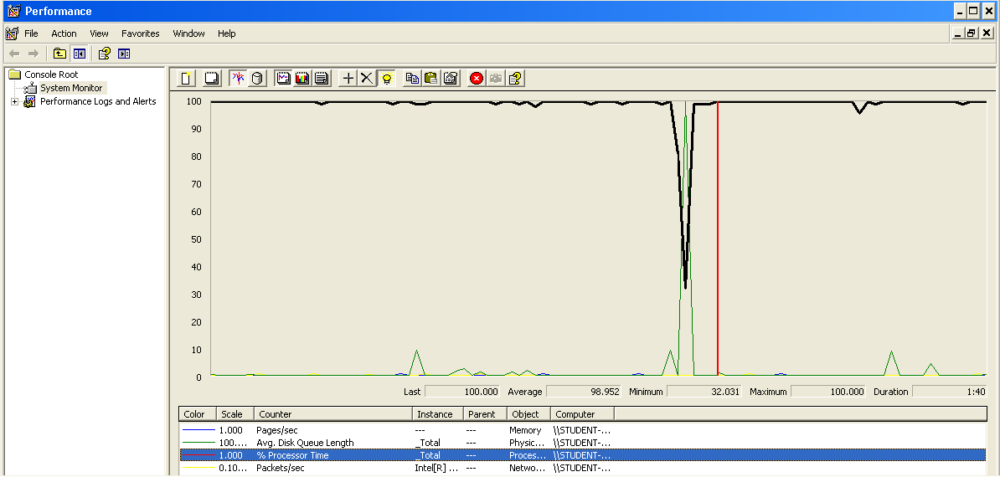 Performance
File Action View Favorites Window Help
Console Root
System Monitor
Performance Logs and Alerts
100
90
80
70
60
50
40
30
20
10
0
Last 100.000 Average 98.952 Minimum 32.031 Maximum 100.000 Duration 1:40
Color Scale Counter Instance Parent Object Computer
1.000 Pages/sec --- --- Memory \\STUDENT-...
100.... Avg. Disk Queue Length _Total --- Physic... \\STUDENT-...
1.000 % Processor Time _Total --- Proces... \\STUDENT-...
0.10... Packets/sec Intel[R] ... --- Netwo... \\STUDENT-...